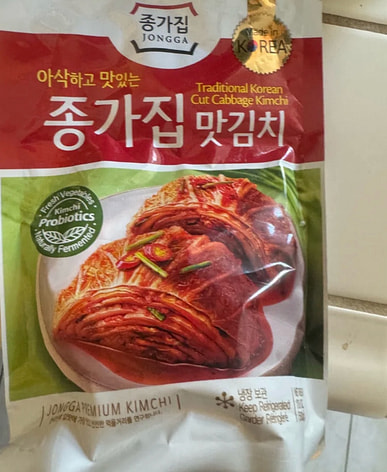 종가집
JONGGA
Made in
KOREA
아삭하고 맛있는
Traditional Korean
Cut Cabbage Kimchi
종가집 맛김치
Fresh Vegetables
Kimchi
Probiotics
Naturally Fermented
JONGGA PREMIUM KIMCHI
냉장 보관
Keep Refrigerated